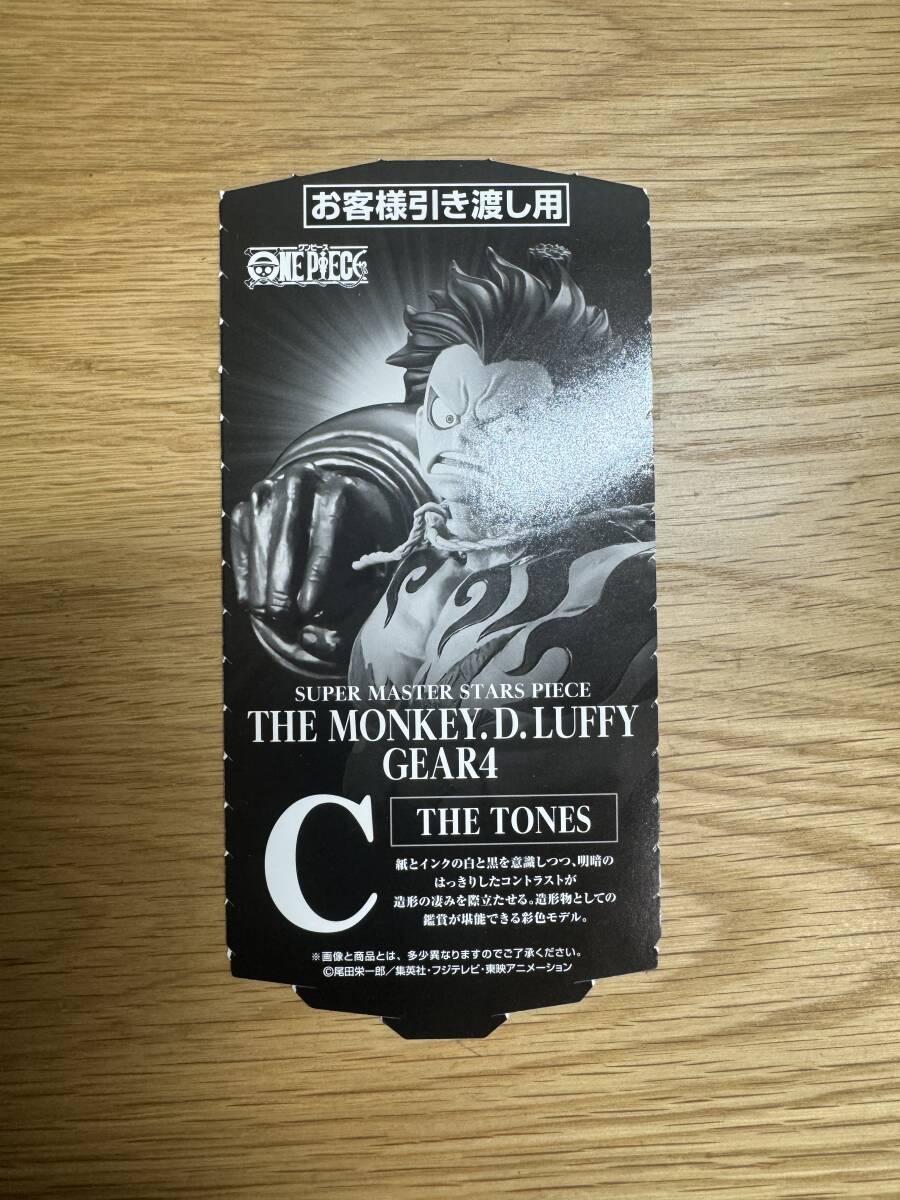 お客様引き渡し用
ワンピース
ONE PIECE
SUPER MASTER STARS PIECE
THE MONKEY.D.LUFFY
GEAR4
C
THE TONES
紙とインクの白と黒を意識しつつ、明暗の
はっきりしたコントラストが
造形の凄みを際立たせる。造形物としての
鑑賞が堪能できる彩色モデル。
※画像と商品とは、多少異なりますのでご了承ください。
©尾田栄一郎/集英社・フジテレビ・東映アニメーション